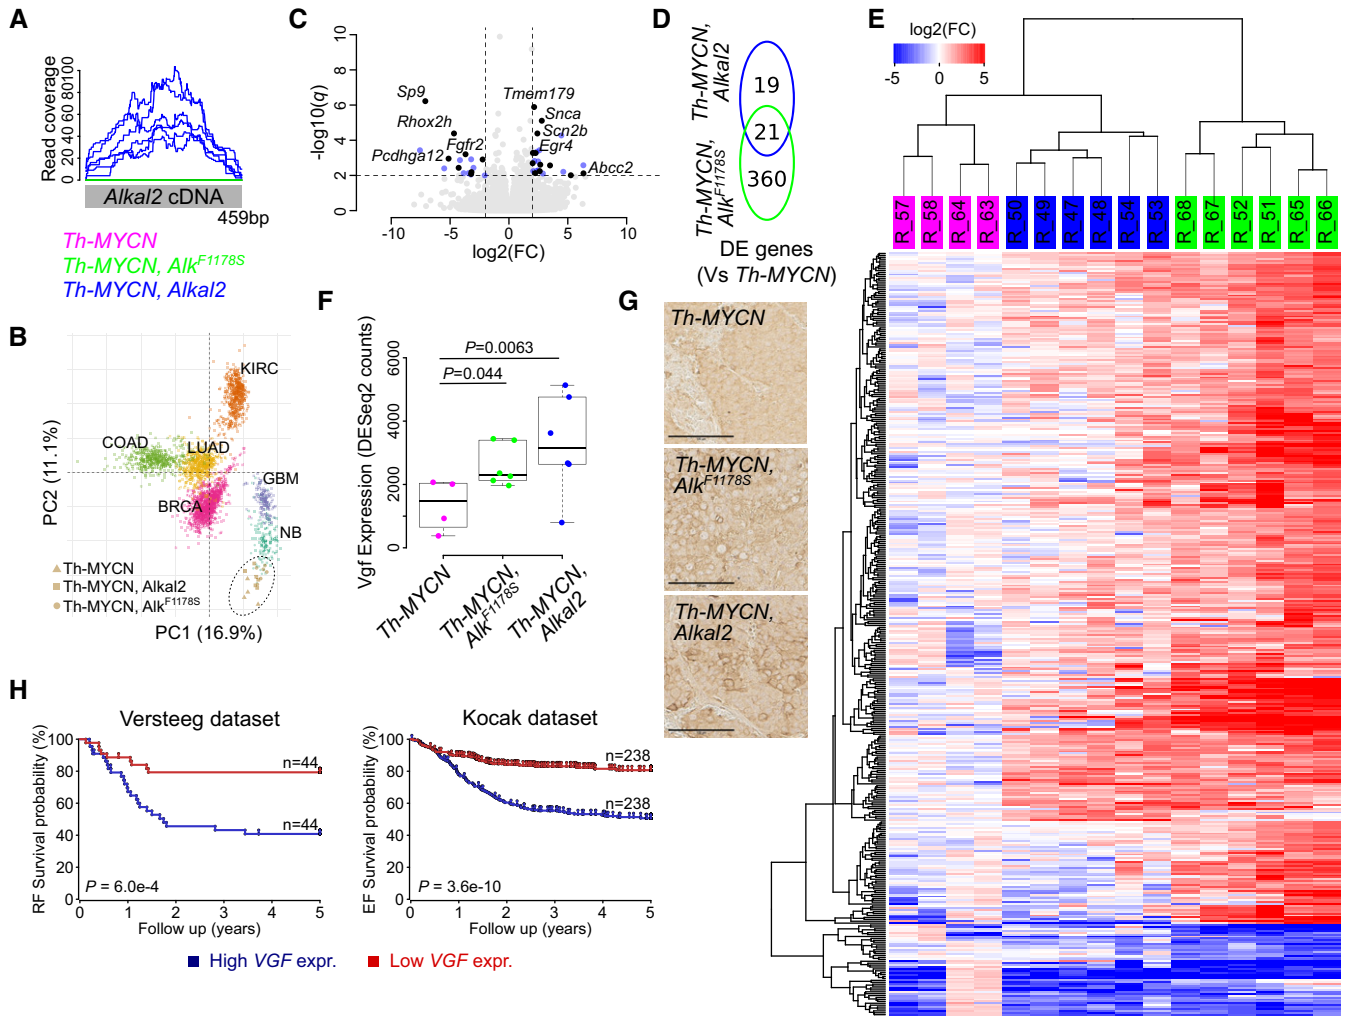 A
Read coverage
0 20 40 60 80 100
Alkal2 cDNA
459bp
Th-MYCN
Th-MYCN, Alk^F1178S
Th-MYCN, Alkal2
B
PC2 (11.1%)
KIRC
COAD
LUAD
GBM
BRCA
NB
Th-MYCN
Th-MYCN, Alkal2
Th-MYCN, Alk^F1178S
PC1 (16.9%)
C
-log10(q)
10
8
6
4
2
0
Sp9
Tmem179
Snca
Rhox2h
Scn2b
Fgfr2
Egr4
Pcdhga12
Abcc2
-10 -5 0 5 10
log2(FC)
D
Th-MYCN, Alkal2
Th-MYCN, Alk^F1178S
19
21
360
DE genes
(Vs Th-MYCN)
E
log2(FC)
-5 0 5
R_57 R_58 R_64 R_63 R_50 R_49 R_47 R_48 R_54 R_53 R_68 R_67 R_52 R_51 R_65 R_66
F
Vgf Expression (DESeq2 counts)
0 2000 4000 6000
P=0.0063
P=0.044
Th-MYCN
Th-MYCN, Alk^F1178S
Th-MYCN, Alkal2
G
Th-MYCN
Th-MYCN,
Alk^F1178S
Th-MYCN,
Alkal2
H
Versteeg dataset
RF Survival probability (%)
100
80
60
40
20
0
n=44
n=44
P = 6.0e-4
0 1 2 3 4 5
Follow up (years)
Kocak dataset
EF Survival probability (%)
100
80
60
40
20
0
n=238
n=238
P = 3.6e-10
0 1 2 3 4 5
Follow up (years)
High VGF expr.
Low VGF expr.